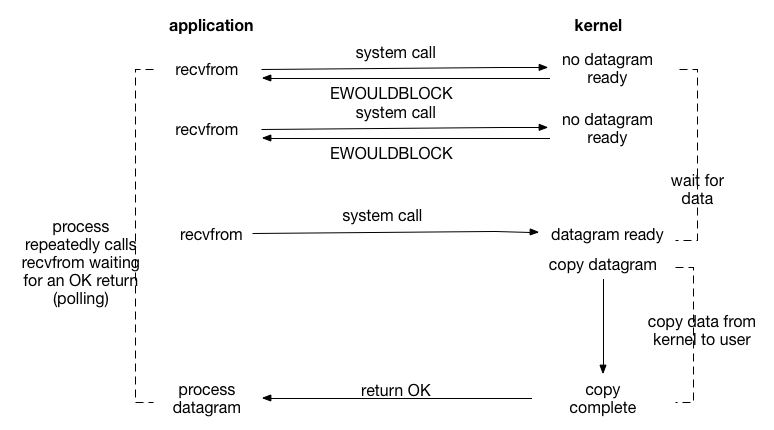 application
kernel
recvfrom
system call
no datagram
ready
EWOULDBLOCK
recvfrom
system call
no datagram
ready
EWOULDBLOCK
wait for
data
recvfrom
system call
datagram ready
process
repeatedly calls
recvfrom waiting
for an OK return
(polling)
copy datagram
copy data from
kernel to user
process
datagram
return OK
copy
complete